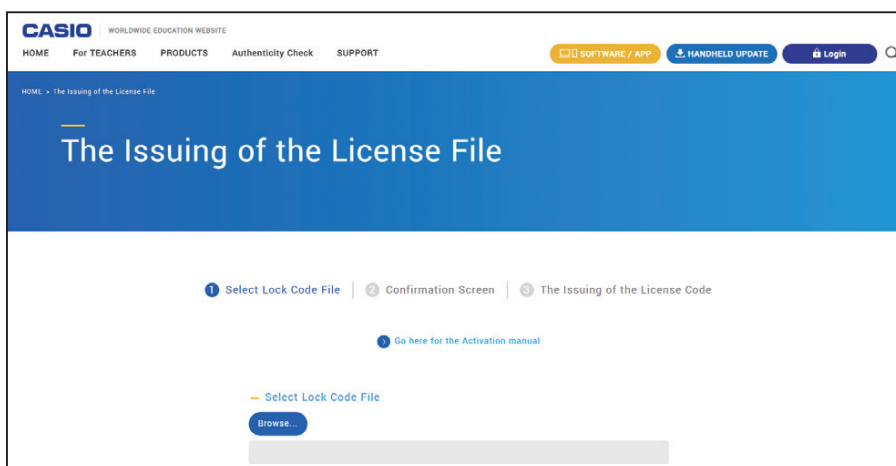 CASIO WORLDWIDE EDUCATION WEBSITE
HOME For TEACHERS PRODUCTS Authenticity Check SUPPORT SOFTWARE / APP HANDHELD UPDATE Login
HOME > The Issuing of the License File
The Issuing of the License File
1 Select Lock Code File 2 Confirmation Screen 3 The Issuing of the License Code
Go here for the Activation manual
Select Lock Code File
Browse...